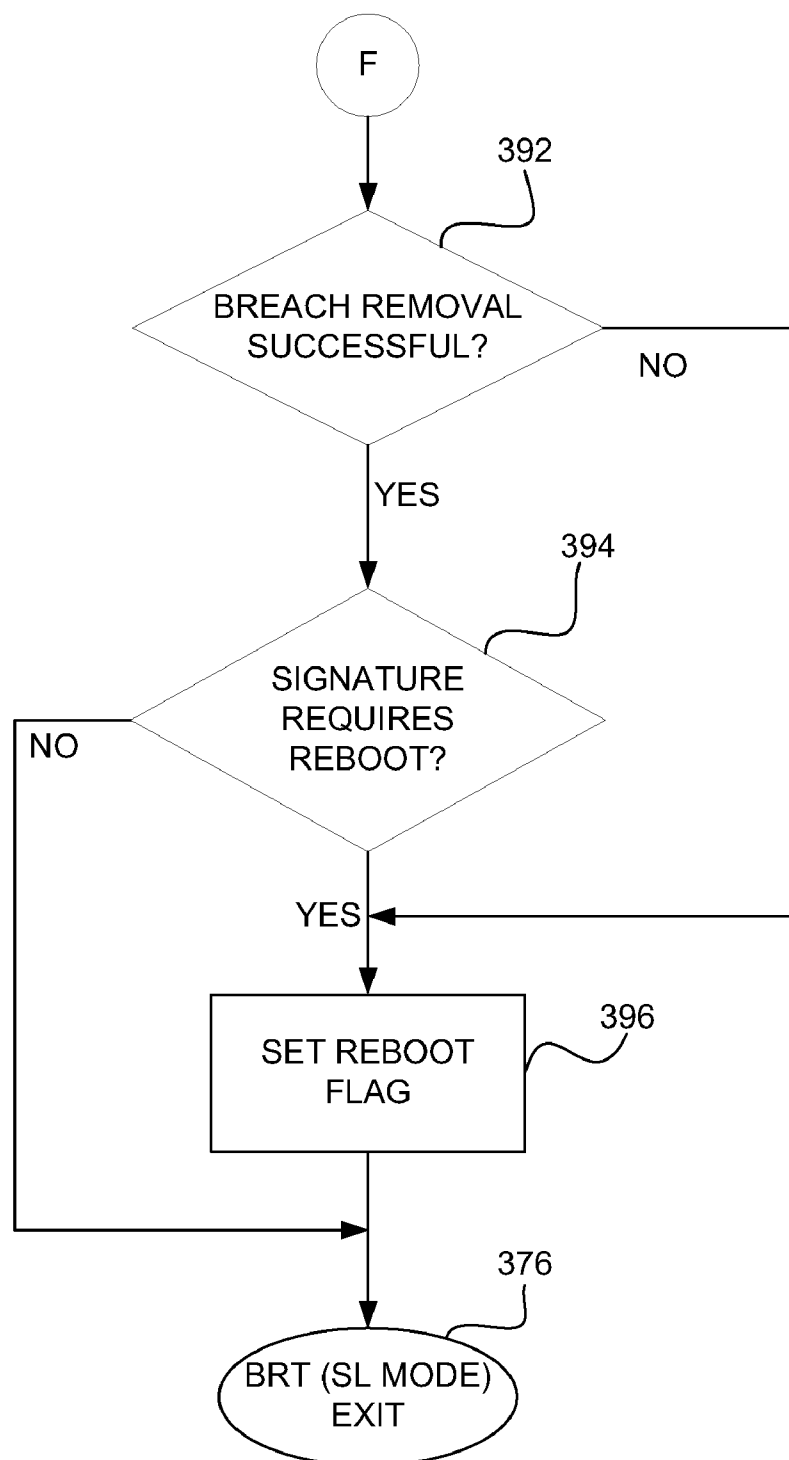 F
392
BREACH REMOVAL
SUCCESSFUL?
NO
YES
394
SIGNATURE
REQUIRES
REBOOT?
NO
YES
396
SET REBOOT
FLAG
376
BRT (SL MODE)
EXIT